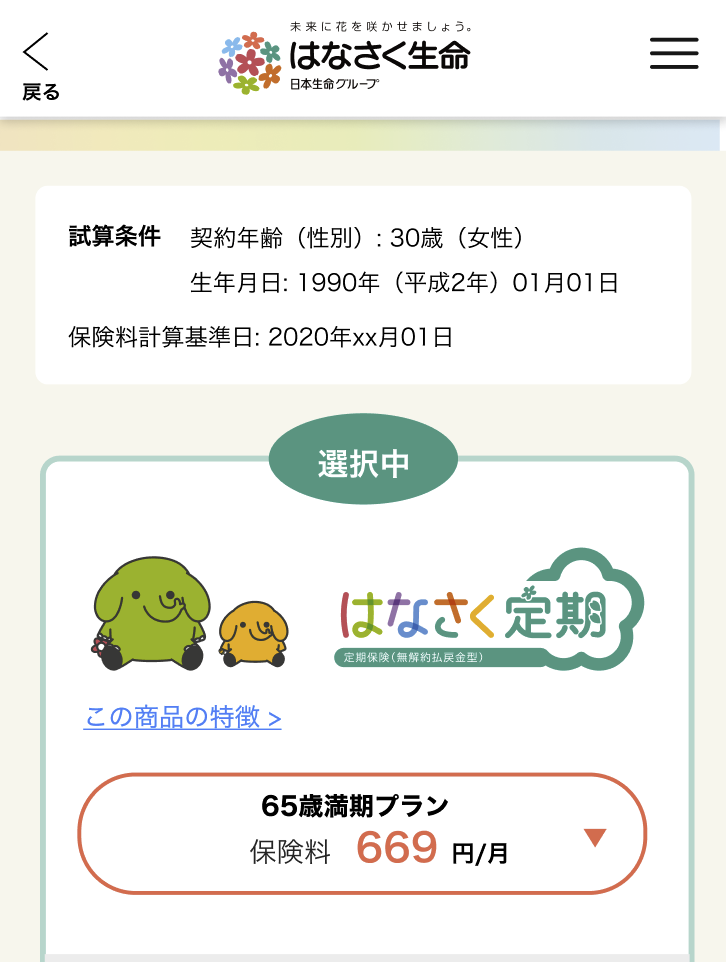 未来に花を咲かせましょう。
はなさく生命
日本生命グループ
戻る
試算条件 契約年齢（性別）: 30歳（女性）
生年月日: 1990年（平成2年）01月01日
保険料計算基準日: 2020年xx月01日
選択中
はなさく定期
定期保険(無解約払戻金型)
この商品の特徴 >
65歳満期プラン
保険料 669 円/月 ▼